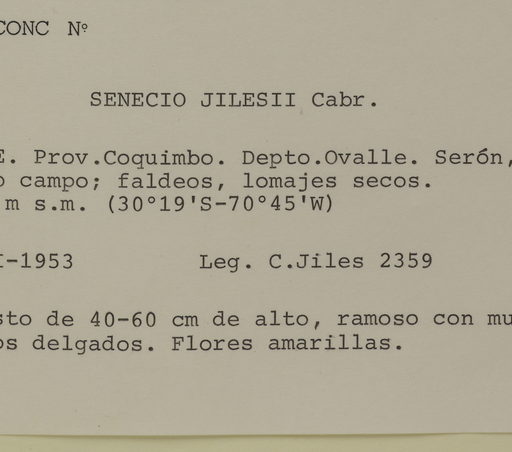 CONC Nº
SENECIO JILESII Cabr.
E. Prov.Coquimbo. Depto.Ovalle. Serón,
o campo; faldeos, lomajes secos.
m s.m. (30°19'S-70°45'W)
I-1953 Leg. C.Jiles 2359
sto de 40-60 cm de alto, ramoso con mu
os delgados. Flores amarillas.